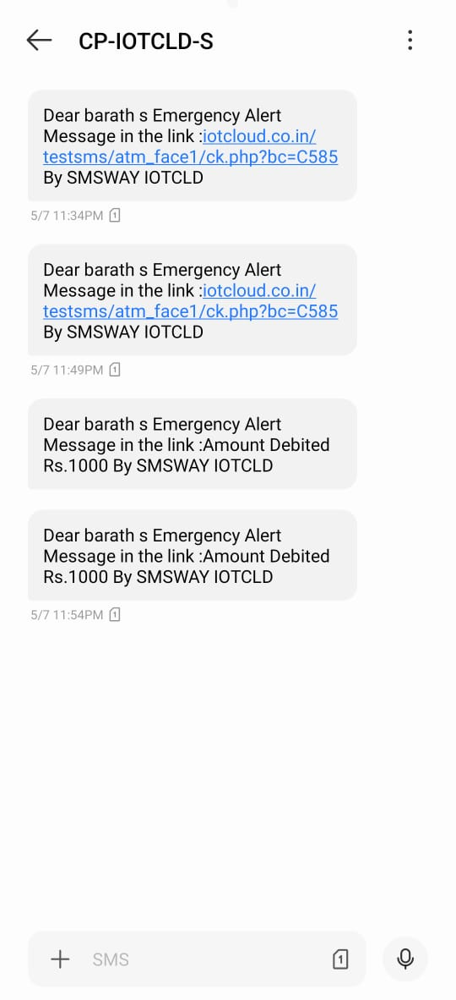 CP-IOTCLD-S
Dear barath s Emergency Alert
Message in the link :iotcloud.co.in/
testsms/atm_face1/ck.php?bc=C585
By SMSWAY IOTCLD
5/7 11:34PM 1
Dear barath s Emergency Alert
Message in the link :iotcloud.co.in/
testsms/atm_face1/ck.php?bc=C585
By SMSWAY IOTCLD
5/7 11:49PM 1
Dear barath s Emergency Alert
Message in the link :Amount Debited
Rs.1000 By SMSWAY IOTCLD
Dear barath s Emergency Alert
Message in the link :Amount Debited
Rs.1000 By SMSWAY IOTCLD
5/7 11:54PM 1
SMS 1